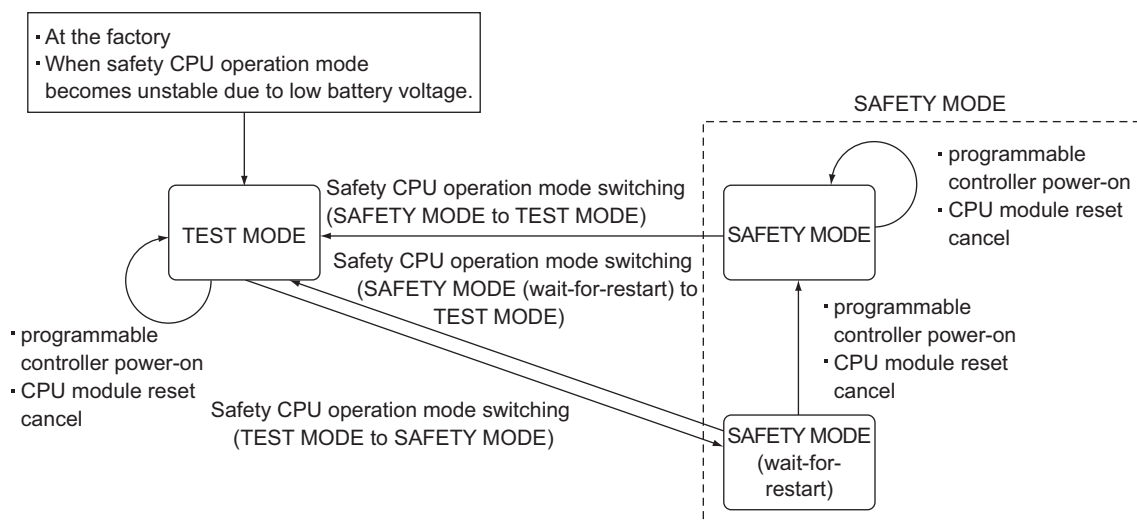 ▪ At the factory
▪ When safety CPU operation mode
becomes unstable due to low battery voltage.
SAFETY MODE
▪ programmable
controller power-on
▪ CPU module reset
cancel
Safety CPU operation mode switching
(SAFETY MODE to TEST MODE)
TEST MODE
SAFETY MODE
Safety CPU operation mode switching
(SAFETY MODE (wait-for-restart) to
TEST MODE)
▪ programmable
controller power-on
▪ CPU module reset
cancel
▪ programmable
controller power-on
▪ CPU module reset
cancel
Safety CPU operation mode switching
(TEST MODE to SAFETY MODE)
SAFETY MODE
(wait-for-
restart)